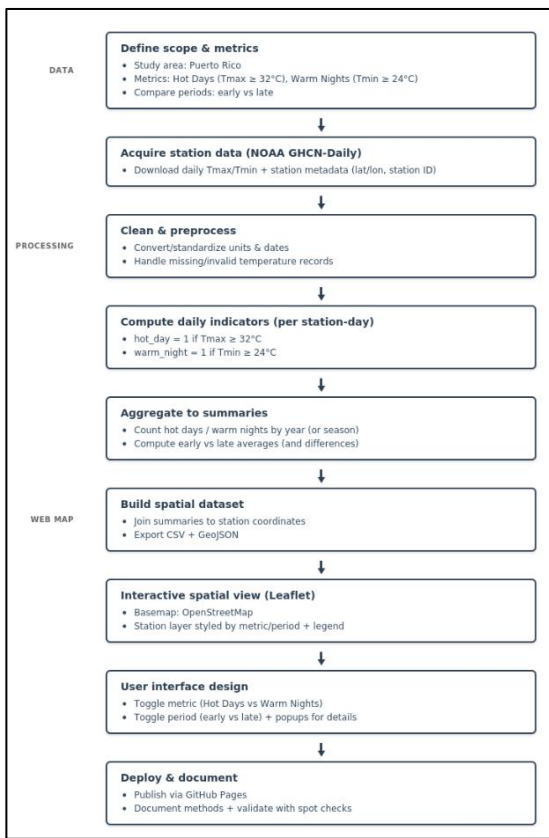 DATA
Define scope & metrics
• Study area: Puerto Rico
• Metrics: Hot Days (Tmax ≥ 32°C), Warm Nights (Tmin ≥ 24°C)
• Compare periods: early vs late
Acquire station data (NOAA GHCN-Daily)
• Download daily Tmax/Tmin + station metadata (lat/lon, station ID)
PROCESSING
Clean & preprocess
• Convert/standardize units & dates
• Handle missing/invalid temperature records
Compute daily indicators (per station-day)
• hot_day = 1 if Tmax ≥ 32°C
• warm_night = 1 if Tmin ≥ 24°C
Aggregate to summaries
• Count hot days / warm nights by year (or season)
• Compute early vs late averages (and differences)
WEB MAP
Build spatial dataset
• Join summaries to station coordinates
• Export CSV + GeoJSON
Interactive spatial view (Leaflet)
• Basemap: OpenStreetMap
• Station layer styled by metric/period + legend
User interface design
• Toggle metric (Hot Days vs Warm Nights)
• Toggle period (early vs late) + popups for details
Deploy & document
• Publish via GitHub Pages
• Document methods + validate with spot checks